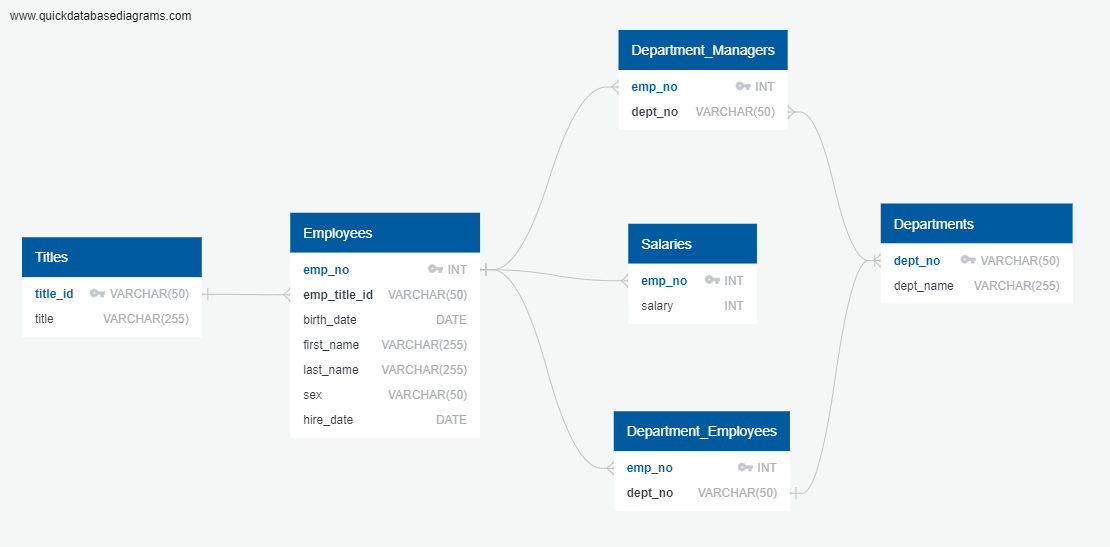 www.quickdatabasediagrams.com
Titles
title_id VARCHAR(50)
title VARCHAR(255)
Employees
emp_no INT
emp_title_id VARCHAR(50)
birth_date DATE
first_name VARCHAR(255)
last_name VARCHAR(255)
sex VARCHAR(50)
hire_date DATE
Department_Managers
emp_no INT
dept_no VARCHAR(50)
Salaries
emp_no INT
salary INT
Department_Employees
emp_no INT
dept_no VARCHAR(50)
Departments
dept_no VARCHAR(50)
dept_name VARCHAR(255)